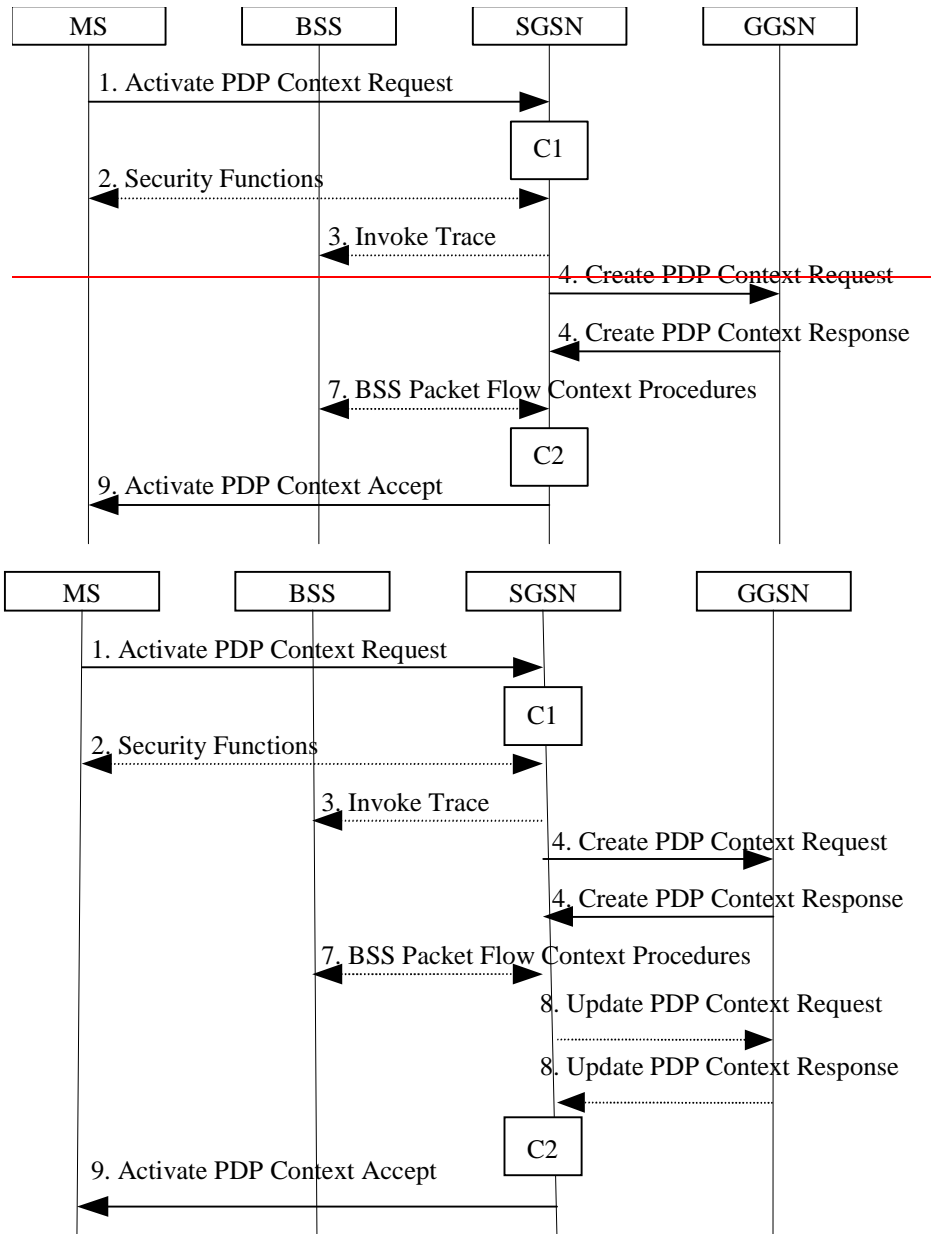 MS BSS SGSN GGSN
1. Activate PDP Context Request
C1
2. Security Functions
3. Invoke Trace
4. Create PDP Context Request
4. Create PDP Context Response
7. BSS Packet Flow Context Procedures
C2
9. Activate PDP Context Accept
MS BSS SGSN GGSN
1. Activate PDP Context Request
C1
2. Security Functions
3. Invoke Trace
4. Create PDP Context Request
4. Create PDP Context Response
7. BSS Packet Flow Context Procedures
8. Update PDP Context Request
8. Update PDP Context Response
C2
9. Activate PDP Context Accept